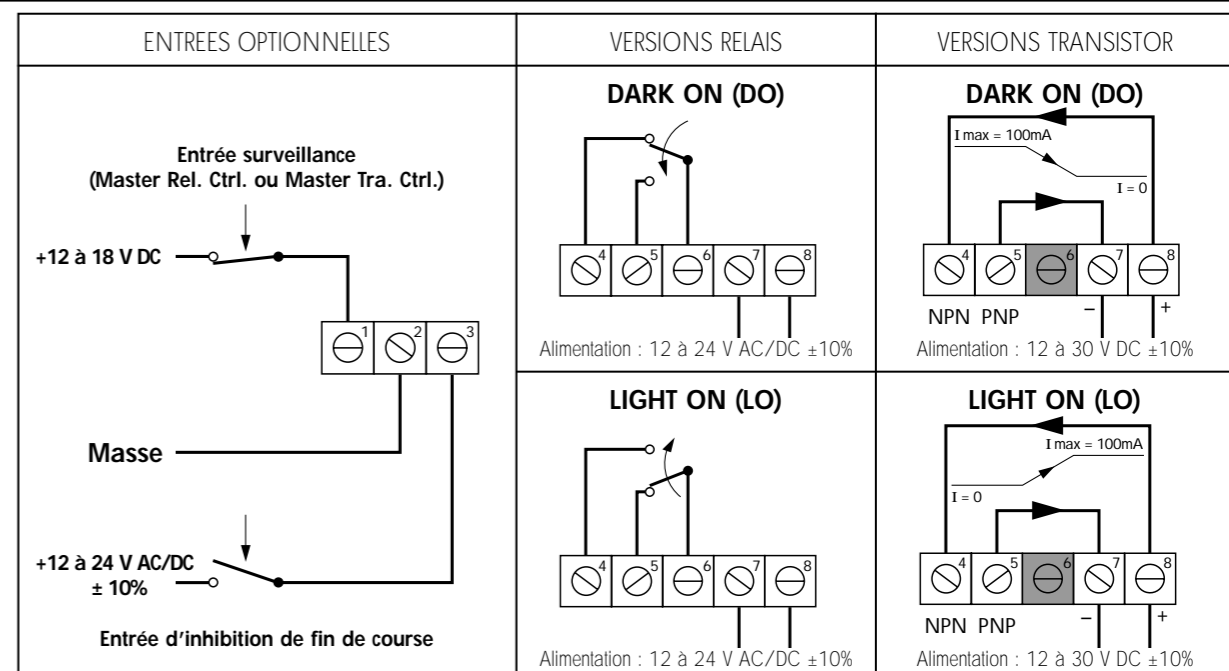 ENTREES OPTIONNELLES
Entrée surveillance
(Master Rel. Ctrl. ou Master Tra. Ctrl.)
+12 à 18 V DC
1 2 3
Masse
+12 à 24 V AC/DC
± 10%
Entrée d'inhibition de fin de course
VERSIONS RELAIS
DARK ON (DO)
4 5 6 7 8
Alimentation : 12 à 24 V AC/DC ±10%
LIGHT ON (LO)
4 5 6 7 8
Alimentation : 12 à 24 V AC/DC ±10%
VERSIONS TRANSISTOR
DARK ON (DO)
I max = 100mA
I = 0
4 5 6 7 8
NPN PNP – +
Alimentation : 12 à 30 V DC ±10%
LIGHT ON (LO)
I max = 100mA
I = 0
4 5 6 7 8
NPN PNP – +
Alimentation : 12 à 30 V DC ±10%